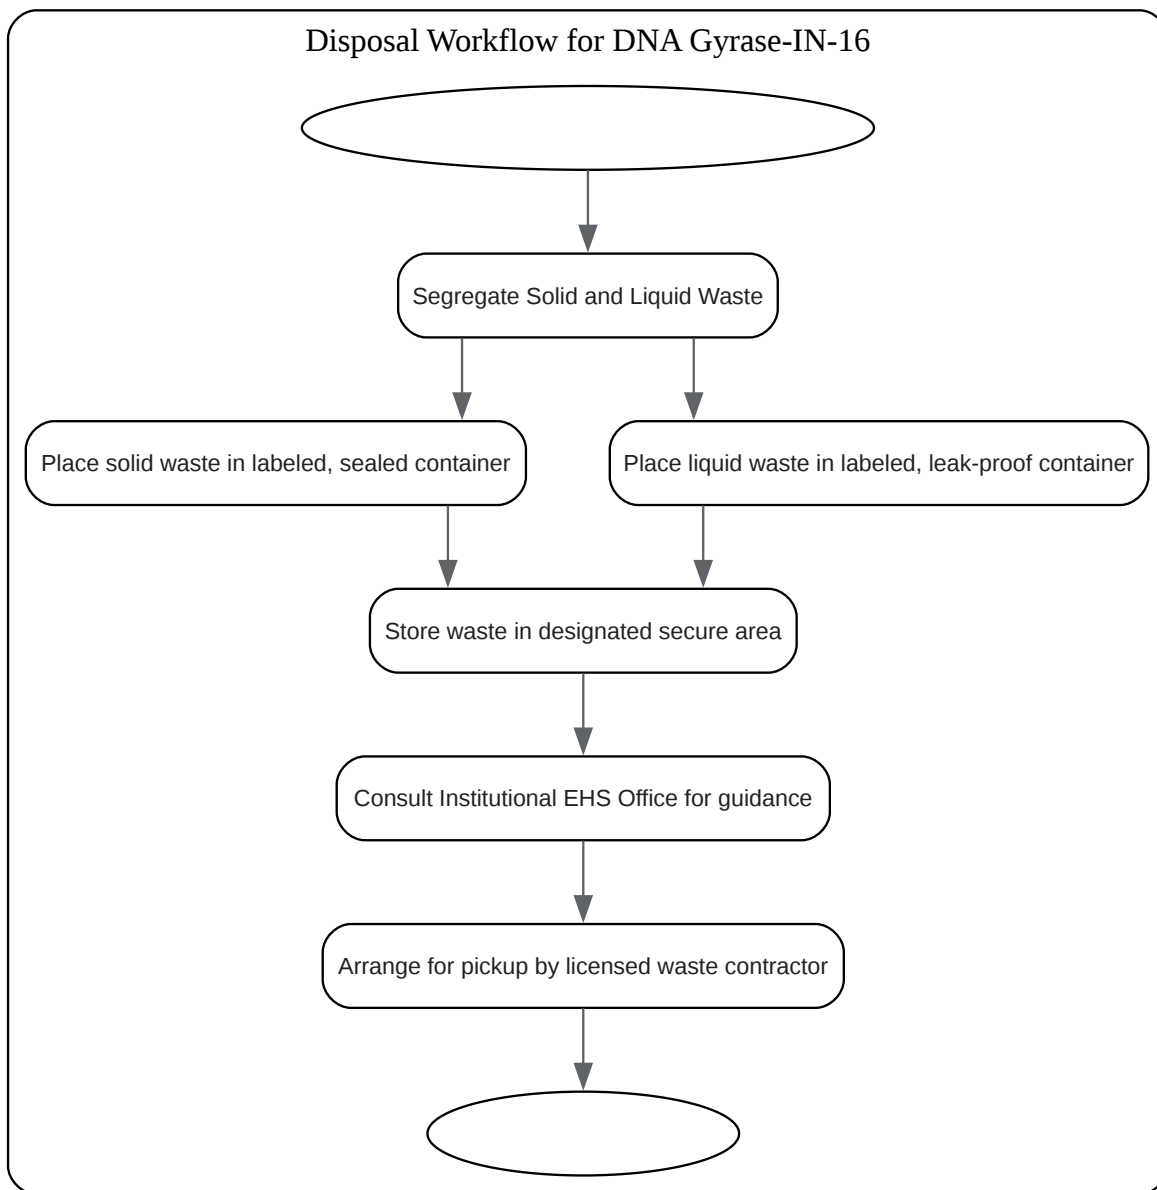 Disposal Workflow for DNA Gyrase-IN-16
Segregate Solid and Liquid Waste
Place solid waste in labeled, sealed container
Place liquid waste in labeled, leak-proof container
Store waste in designated secure area
Consult Institutional EHS Office for guidance
Arrange for pickup by licensed waste contractor